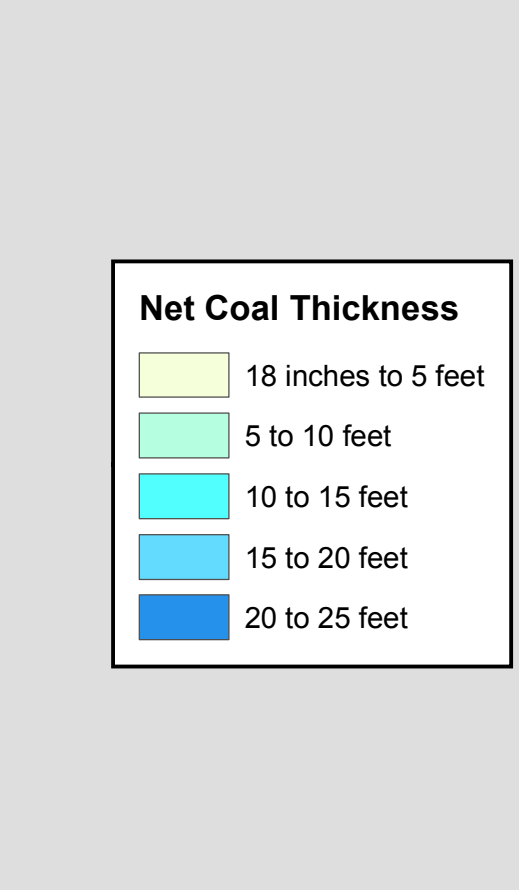 Net Coal Thickness
18 inches to 5 feet
5 to 10 feet
10 to 15 feet
15 to 20 feet
20 to 25 feet